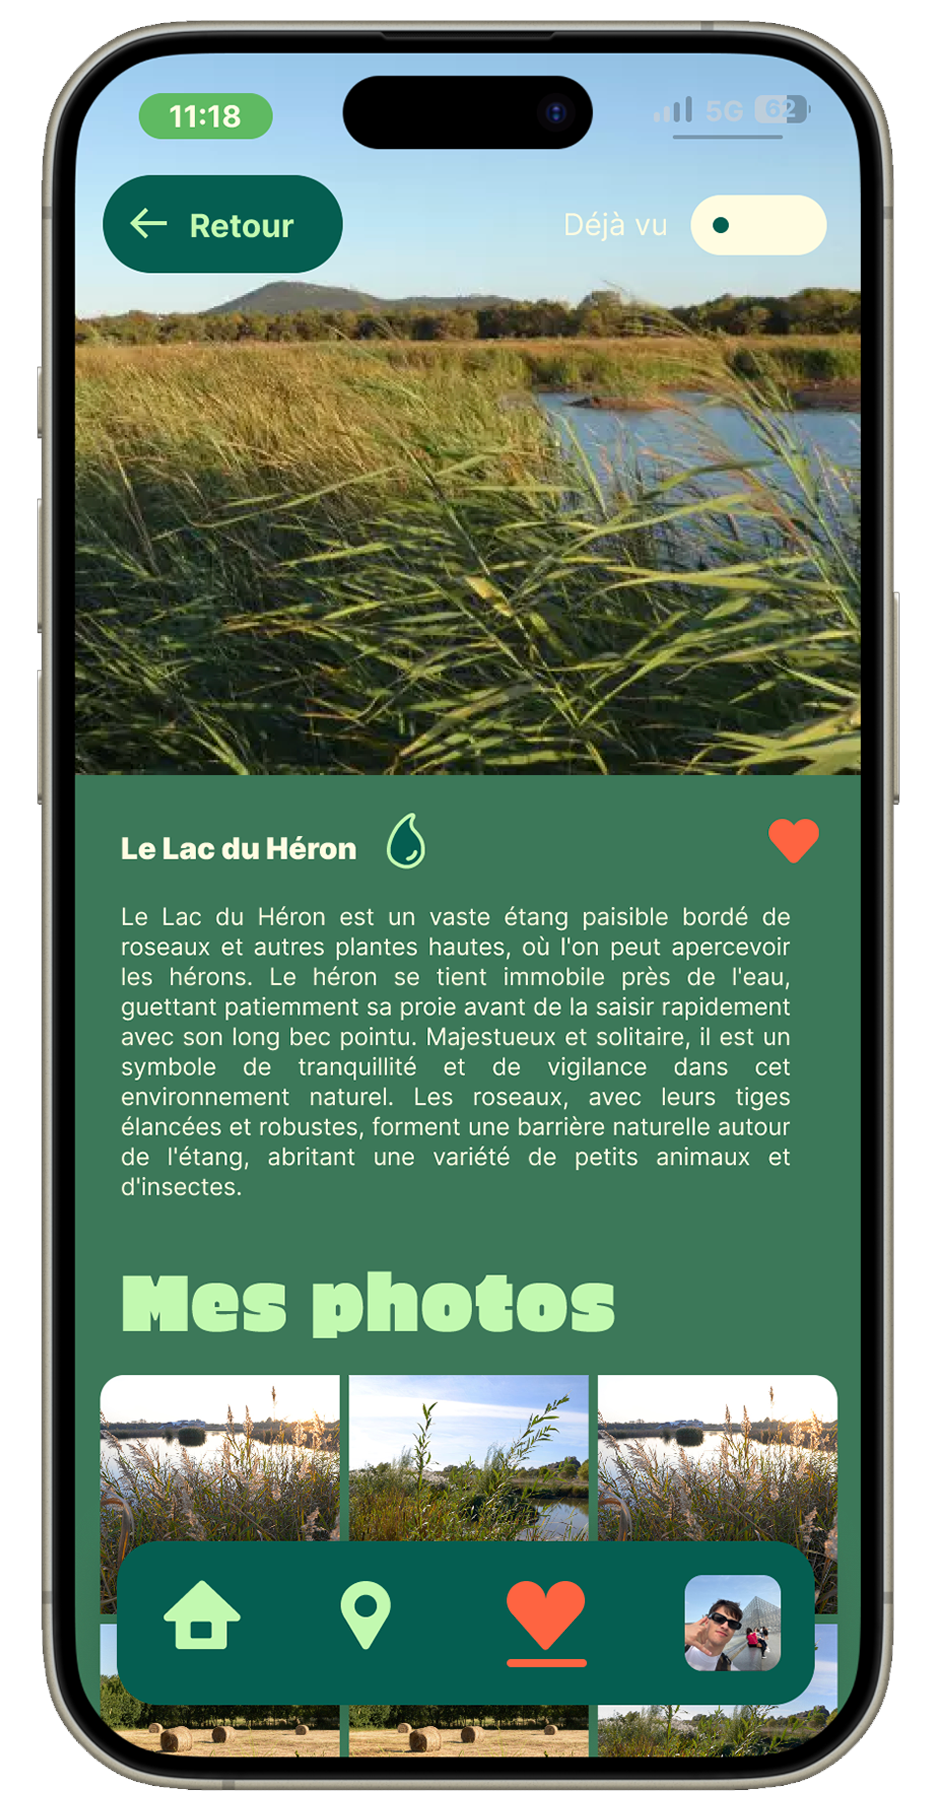 11:18
5G 62
Retour
Déjà vu
Le Lac du Héron
Le Lac du Héron est un vaste étang paisible bordé de
roseaux et autres plantes hautes, où l'on peut apercevoir
les hérons. Le héron se tient immobile près de l'eau,
guettant patiemment sa proie avant de la saisir rapidement
avec son long bec pointu. Majestueux et solitaire, il est un
symbole de tranquillité et de vigilance dans cet
environnement naturel. Les roseaux, avec leurs tiges
élancées et robustes, forment une barrière naturelle autour
de l'étang, abritant une variété de petits animaux et
d'insectes.
Mes photos